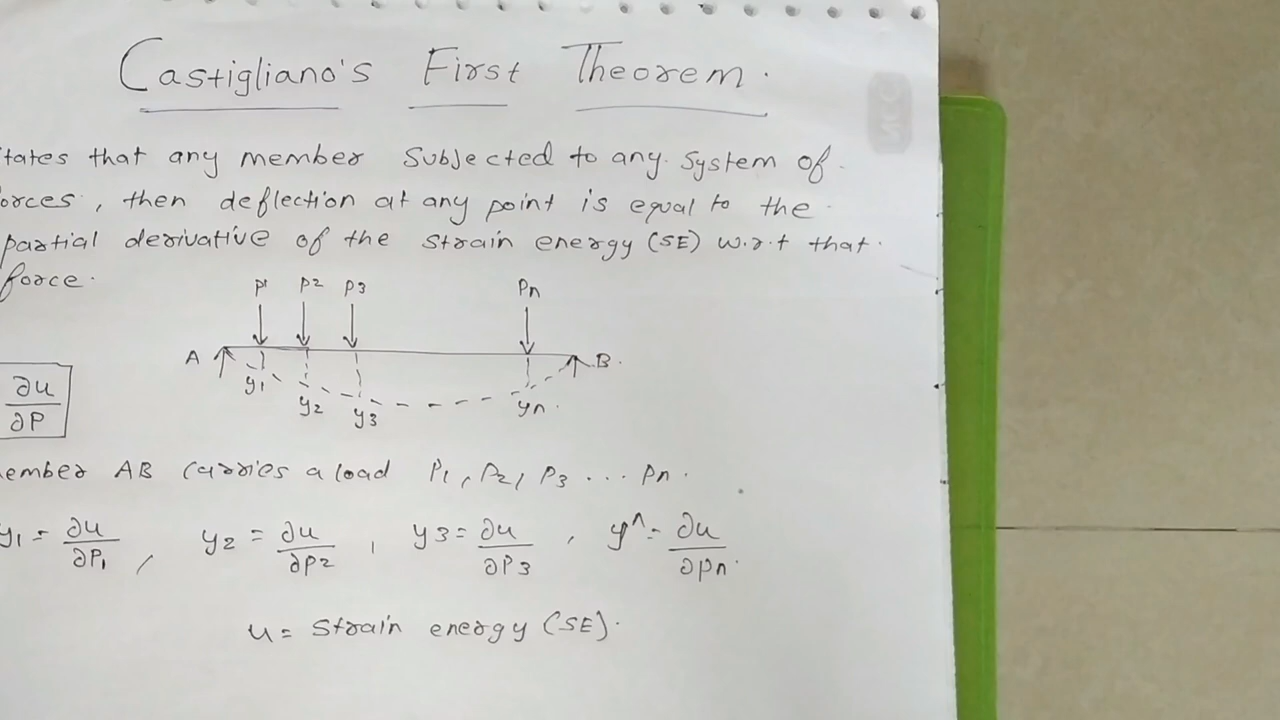 Castigliano's First Theorem.
tates that any member Subjected to any System of
orces, then deflection at any point is equal to the
partial derivative of the Strain energy (SE) w.r.t that.
force.
P1 P2 P3 Pn
A B.
y1 y2 y3 yn.
∂u
∂P
ember AB Carries a load P1, P2, P3 ... Pn.
y1 = ∂u/∂P1, y2 = ∂u/∂P2, y3 = ∂u/∂P3, yn = ∂u/∂Pn.
u = Strain energy (SE).